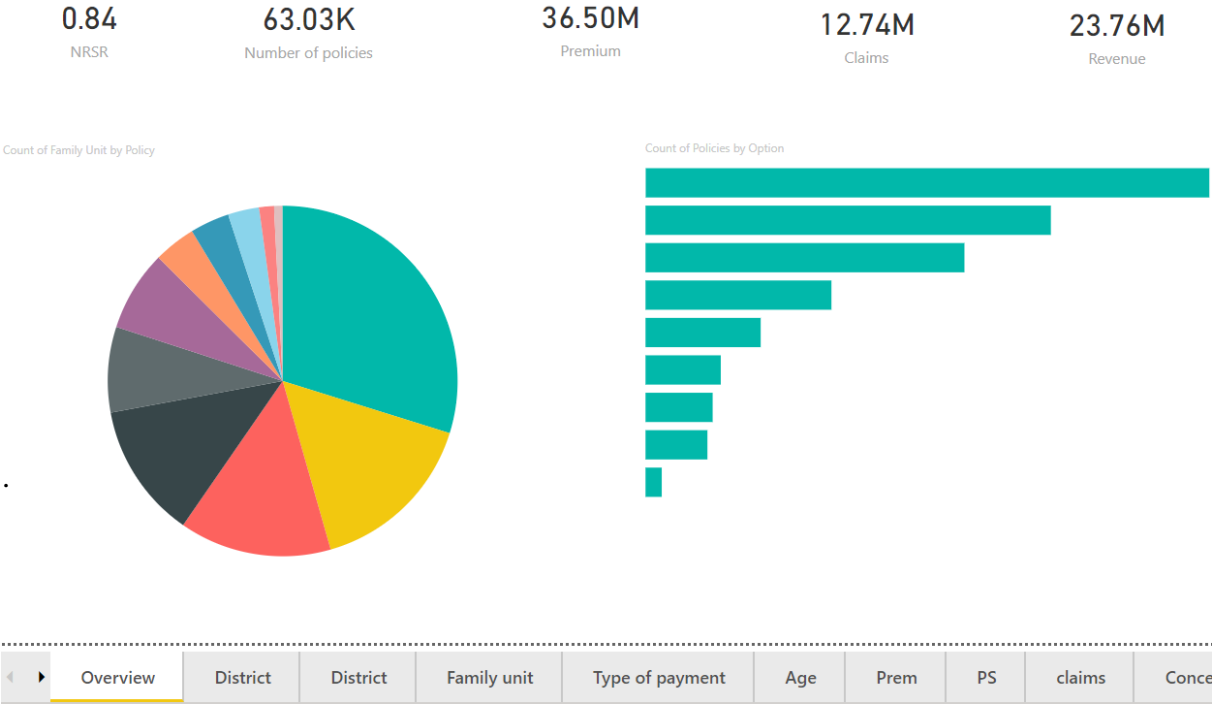 0.84
NRSR
63.03K
Number of policies
36.50M
Premium
12.74M
Claims
23.76M
Revenue
Count of Family Unit by Policy
Count of Policies by Option
.
Overview
District
District
Family unit
Type of payment
Age
Prem
PS
claims
Conce